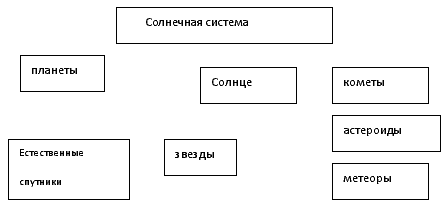 Солнечная система
планеты
Солнце
кометы
астероиды
Естественные
спутники
звезды
метеоры